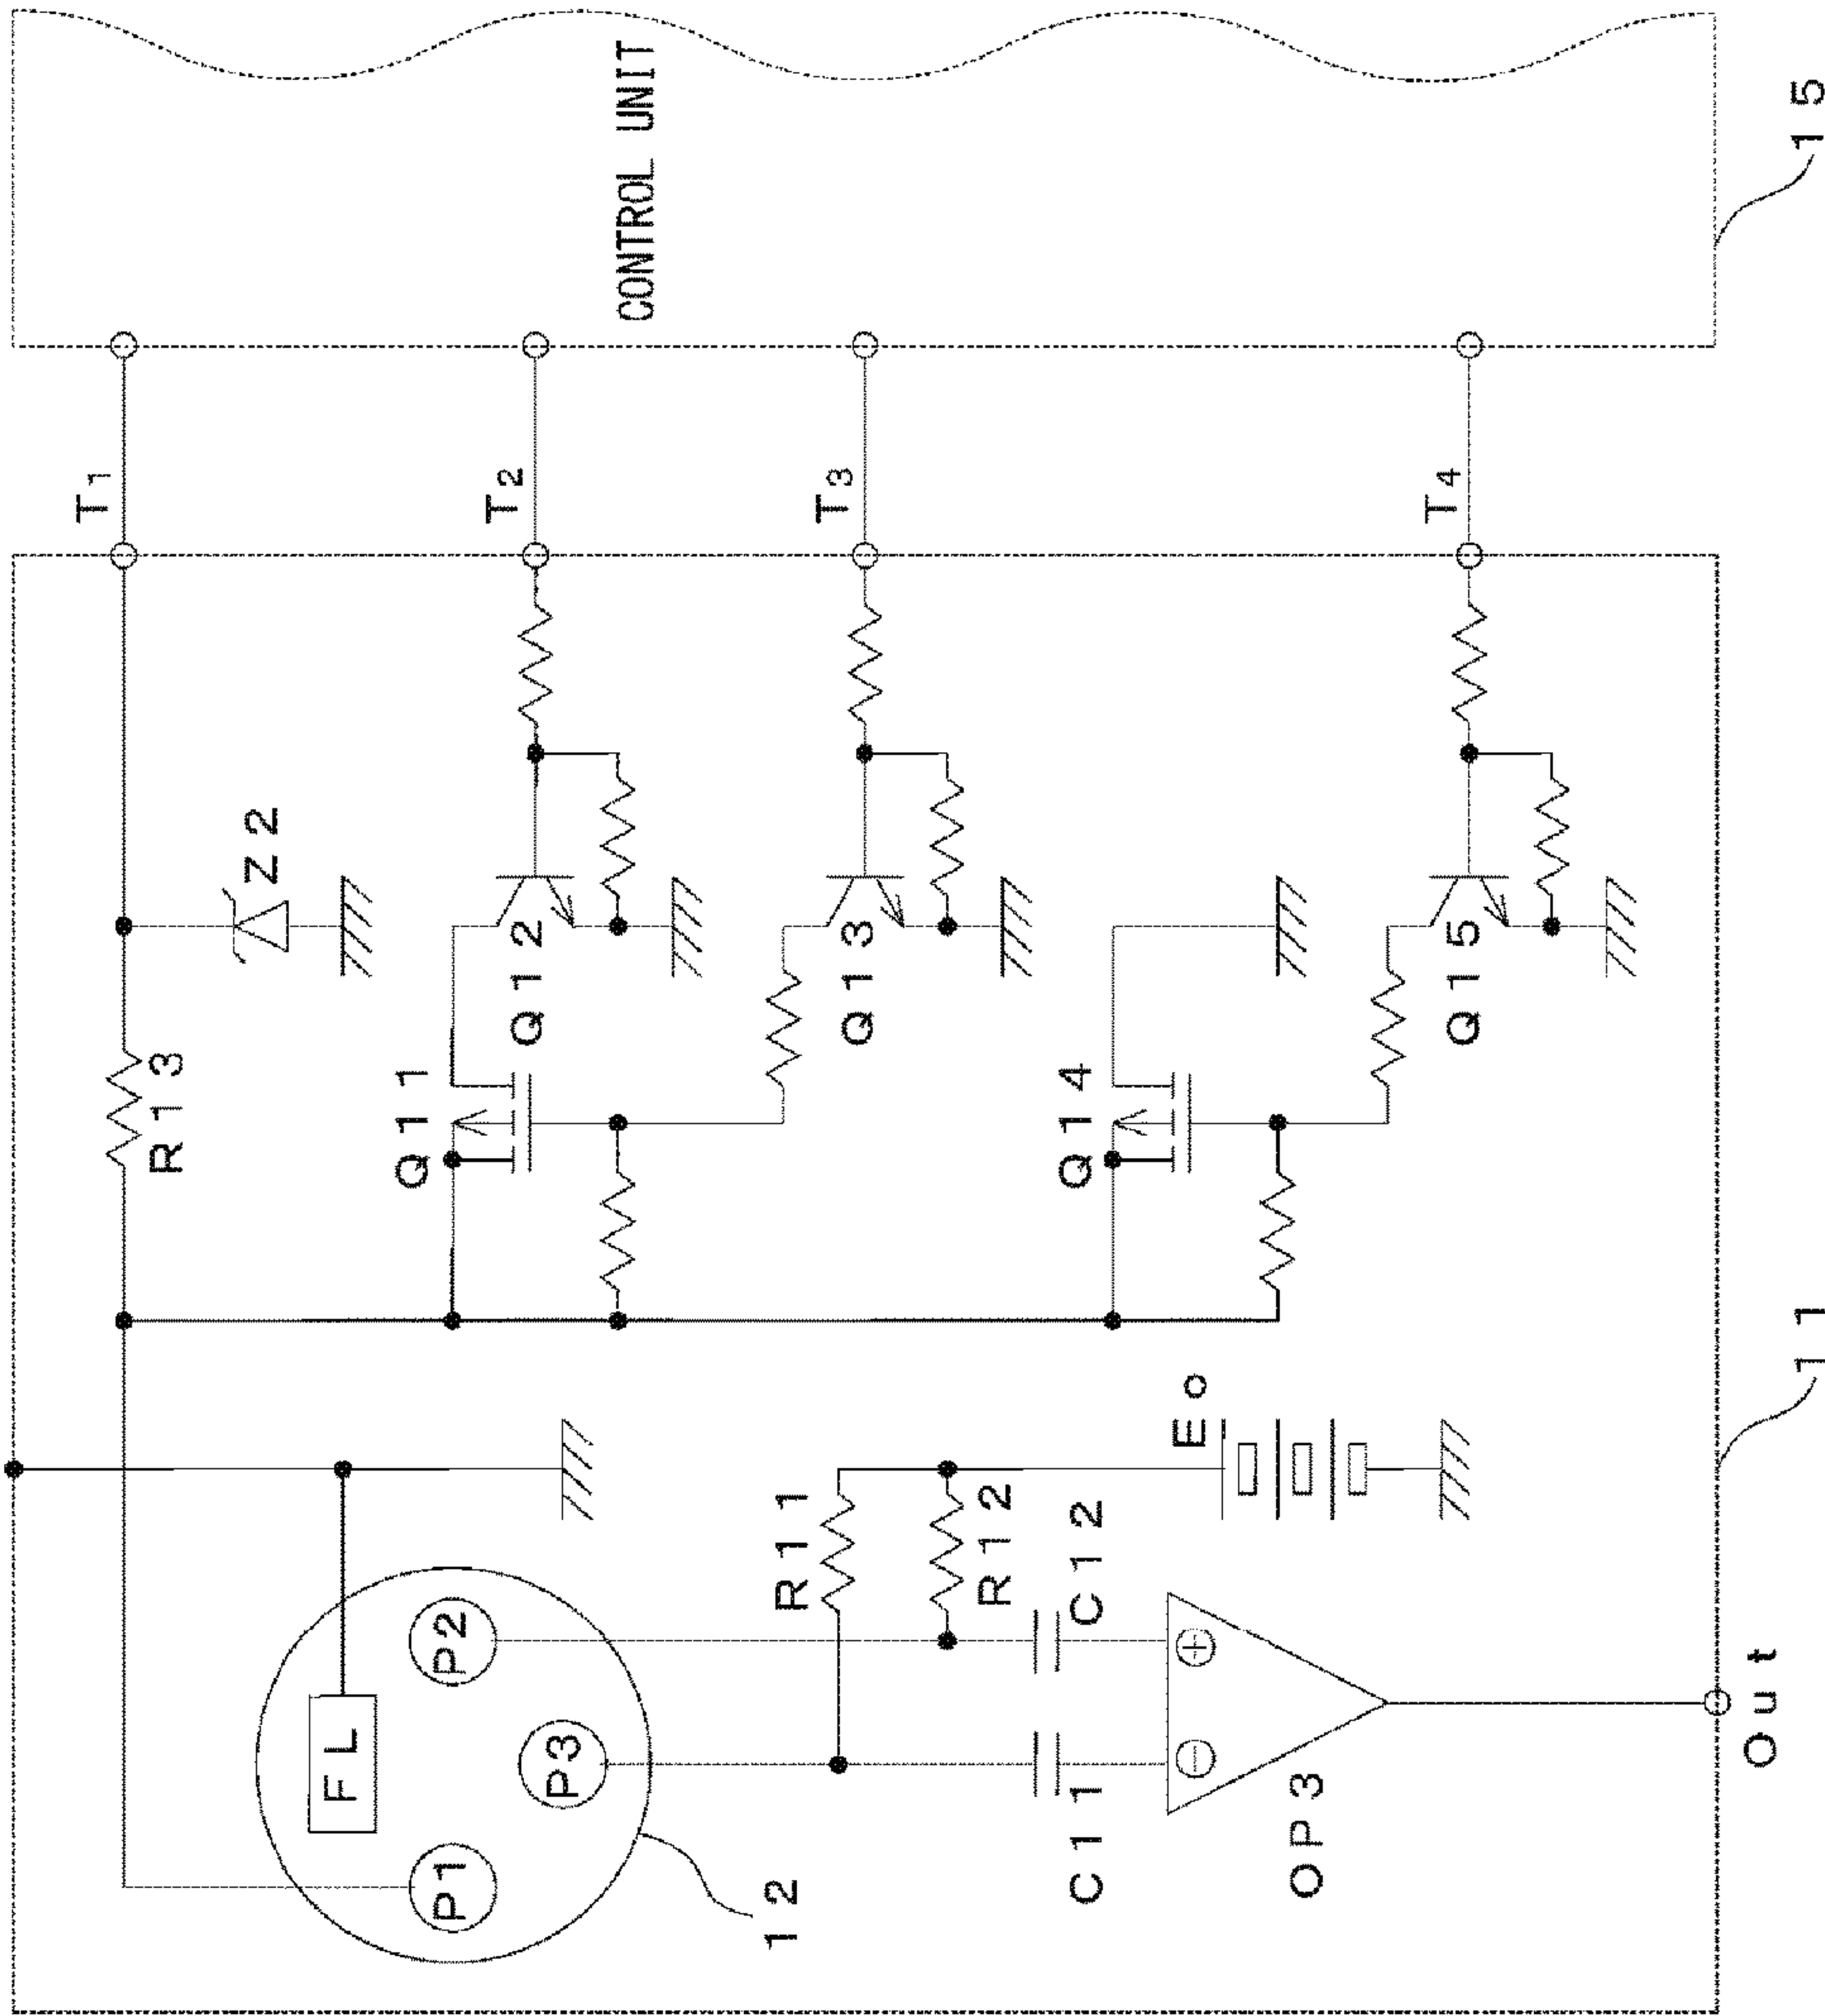 CONTROL UNIT
15
T1
T2
T3
T4
Z2
R13
Q11
Q12
Q13
Q14
Q15
11
FL
P1
P2
P3
12
R11
R12
Eo
C11
C12
OP3
+
−
Out